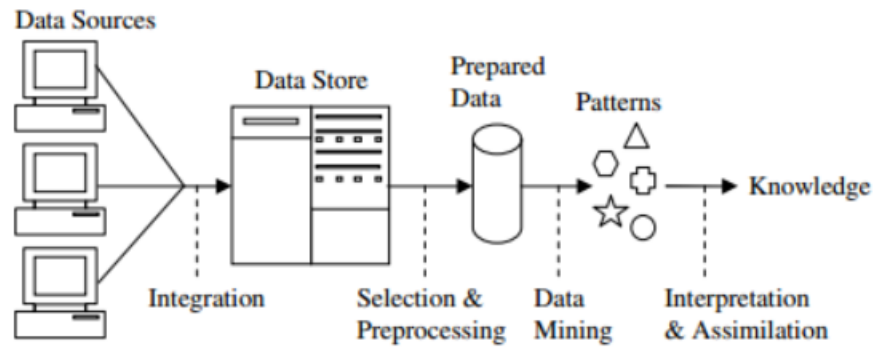 Data Sources
Data Store
Prepared
Data
Patterns
Knowledge
Integration
Selection &
Preprocessing
Data
Mining
Interpretation
& Assimilation